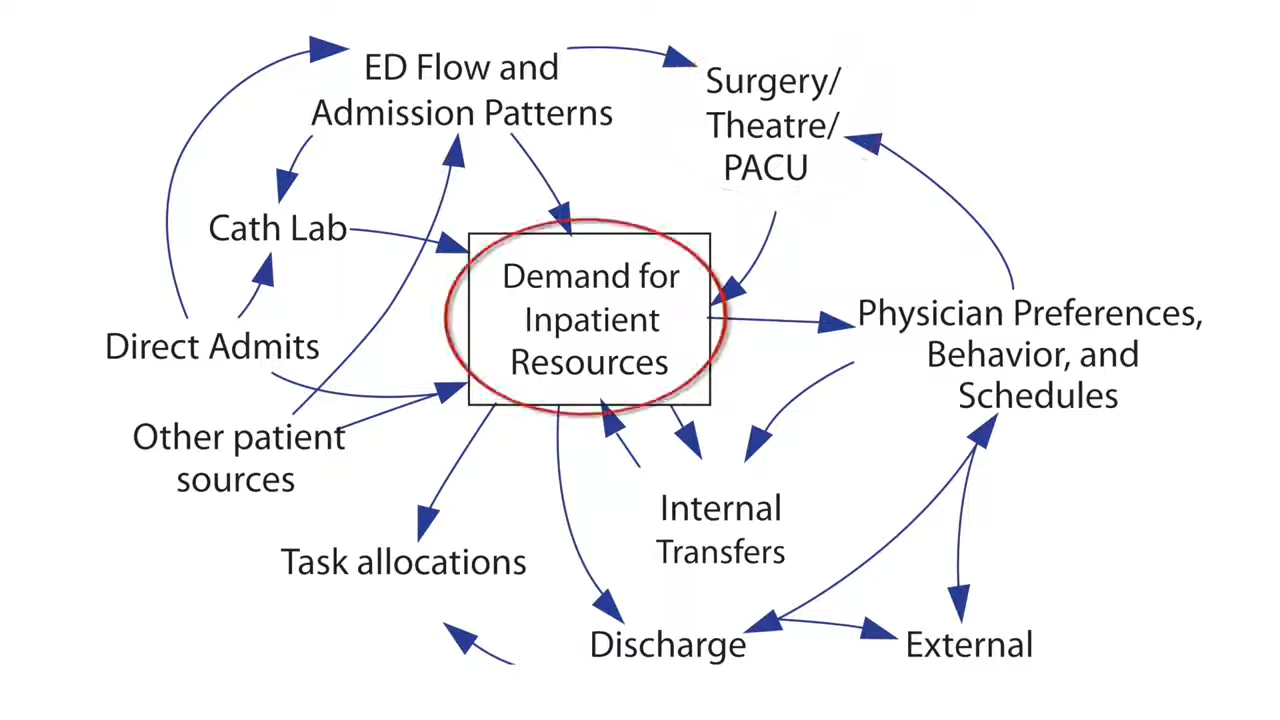 ED Flow and
Admission Patterns
Surgery/
Theatre/
PACU
Cath Lab
Demand for
Inpatient
Resources
Physician Preferences,
Behavior, and
Schedules
Direct Admits
Other patient
sources
Internal
Transfers
Task allocations
Discharge
External